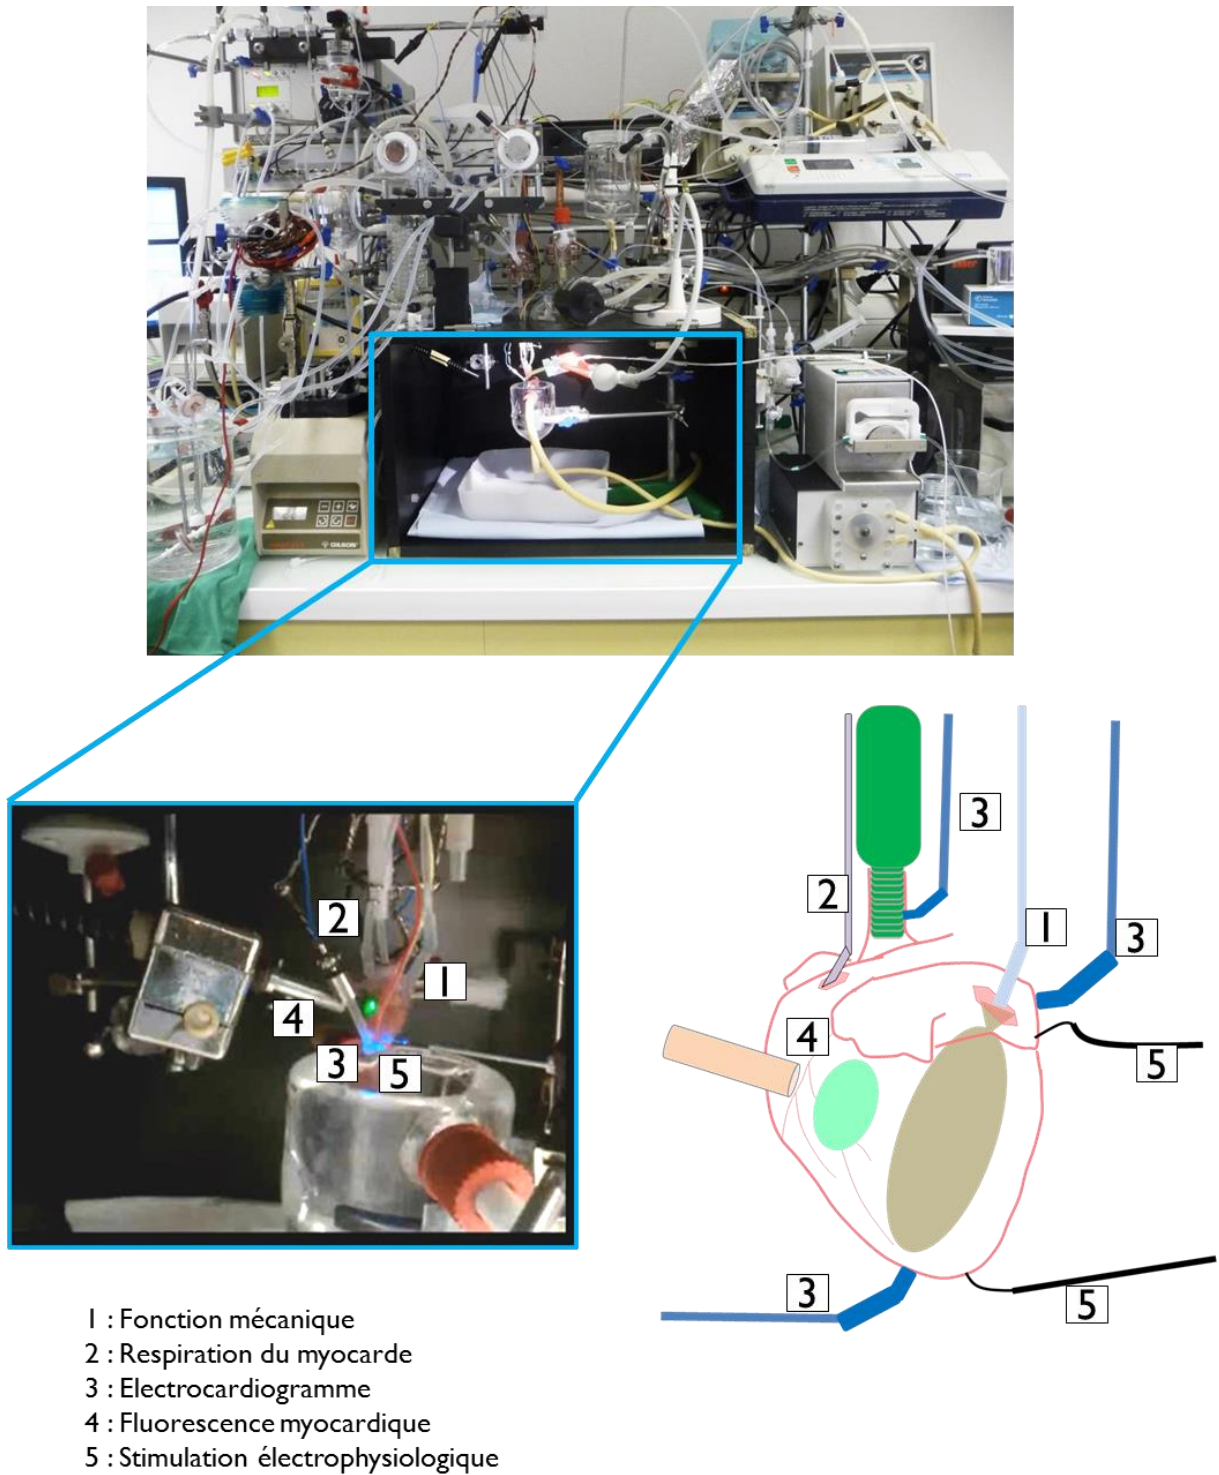 GILSON
3
2
1
3
4
5
3
5
2
1
4
3
5
1 : Fonction mécanique
2 : Respiration du myocarde
3 : Electrocardiogramme
4 : Fluorescence myocardique
5 : Stimulation électrophysiologique